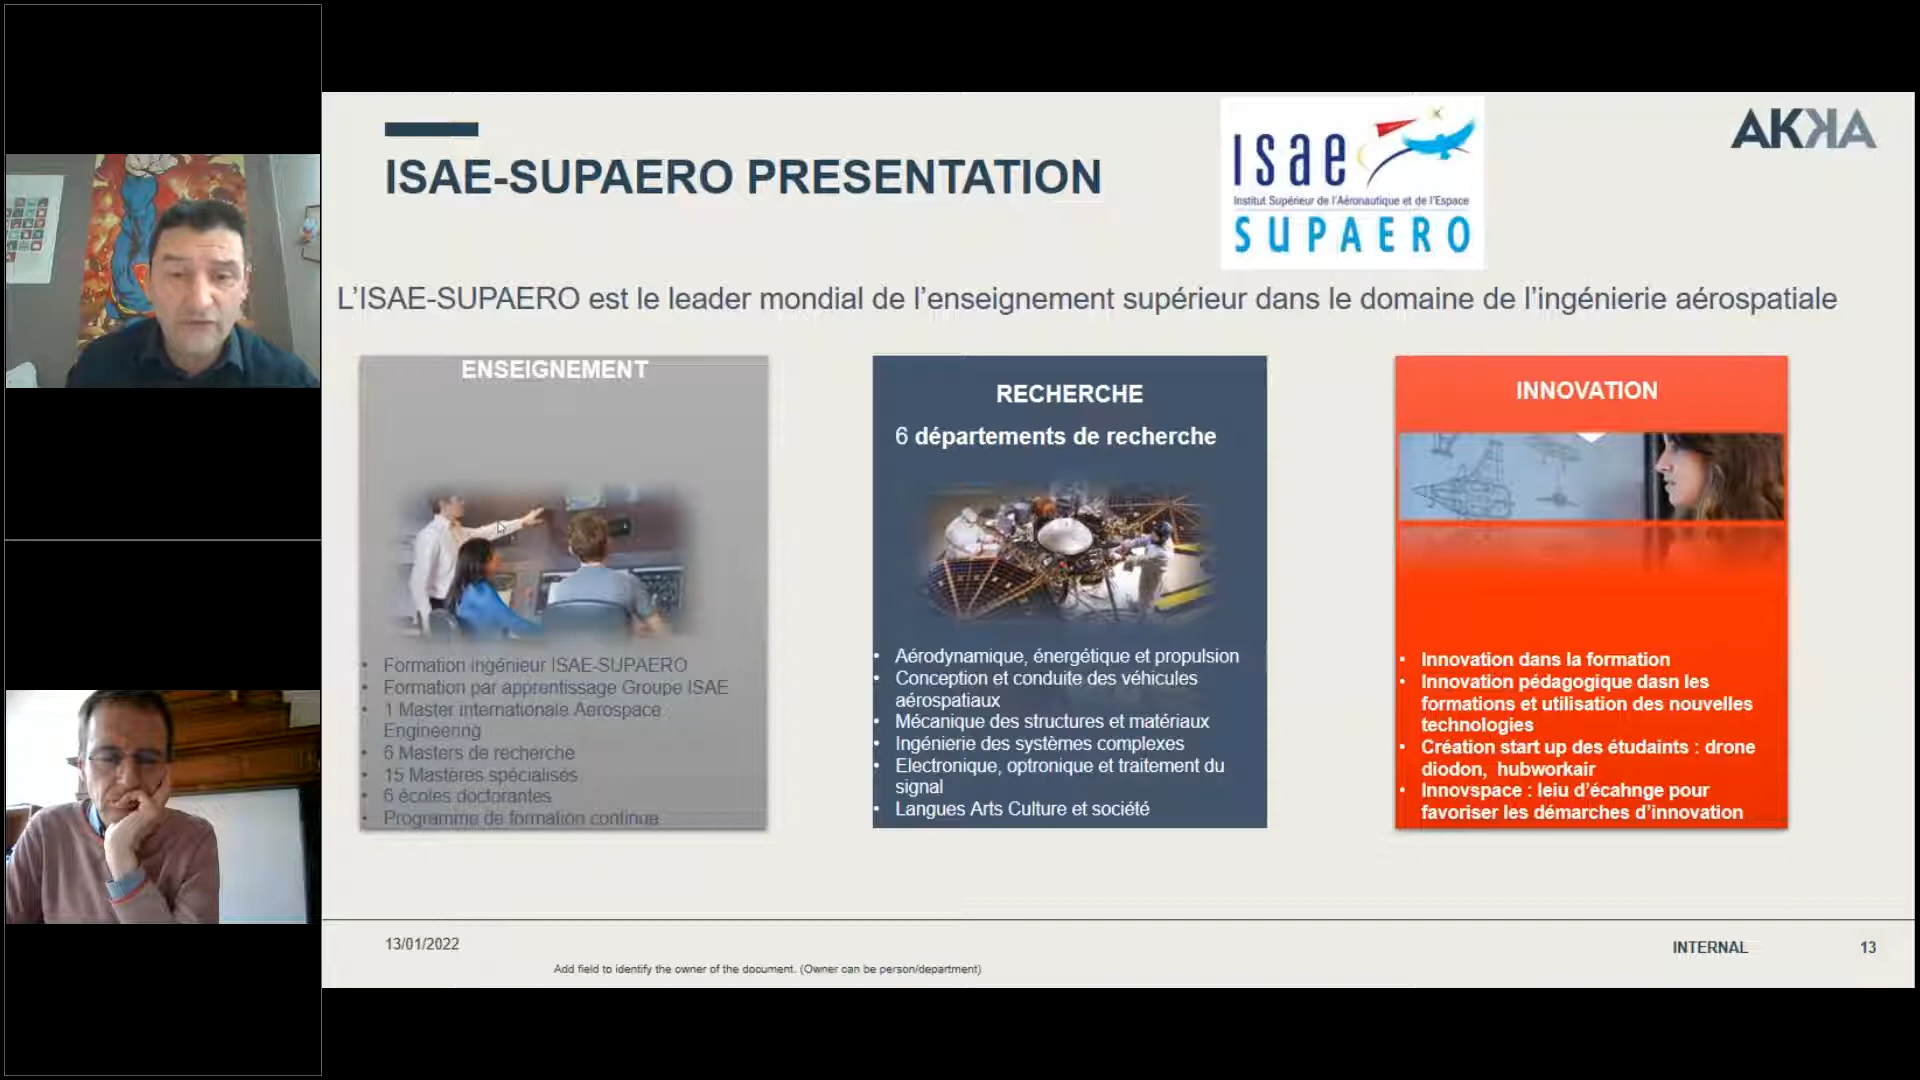 ISAE-SUPAERO PRESENTATION
Isae
Institut Supérieur de l'Aéronautique et de l'Espace
SUPAERO
AKKA
L'ISAE-SUPAERO est le leader mondial de l'enseignement supérieur dans le domaine de l'ingénierie aérospatiale
ENSEIGNEMENT
• Formation ingénieur ISAE-SUPAERO
• Formation par apprentissage Groupe ISAE
• 1 Master internationale Aerospace
Engineering
• 6 Masters de recherche
• 15 Mastères spécialisés
• 6 écoles doctorantes
• Programme de formation continue
RECHERCHE
6 départements de recherche
• Aérodynamique, énergétique et propulsion
• Conception et conduite des véhicules
aérospatiaux
• Mécanique des structures et matériaux
• Ingénierie des systèmes complexes
• Electronique, optronique et traitement du
signal
• Langues Arts Culture et société
INNOVATION
• Innovation dans la formation
• Innovation pédagogique dasn les
formations et utilisation des nouvelles
technologies
• Création start up des étudaints : drone
diodon, hubworkair
• Innovspace : leiu d'écahnge pour
favoriser les démarches d'innovation
13/01/2022
Add field to identify the owner of the document. (Owner can be person/department)
INTERNAL
13